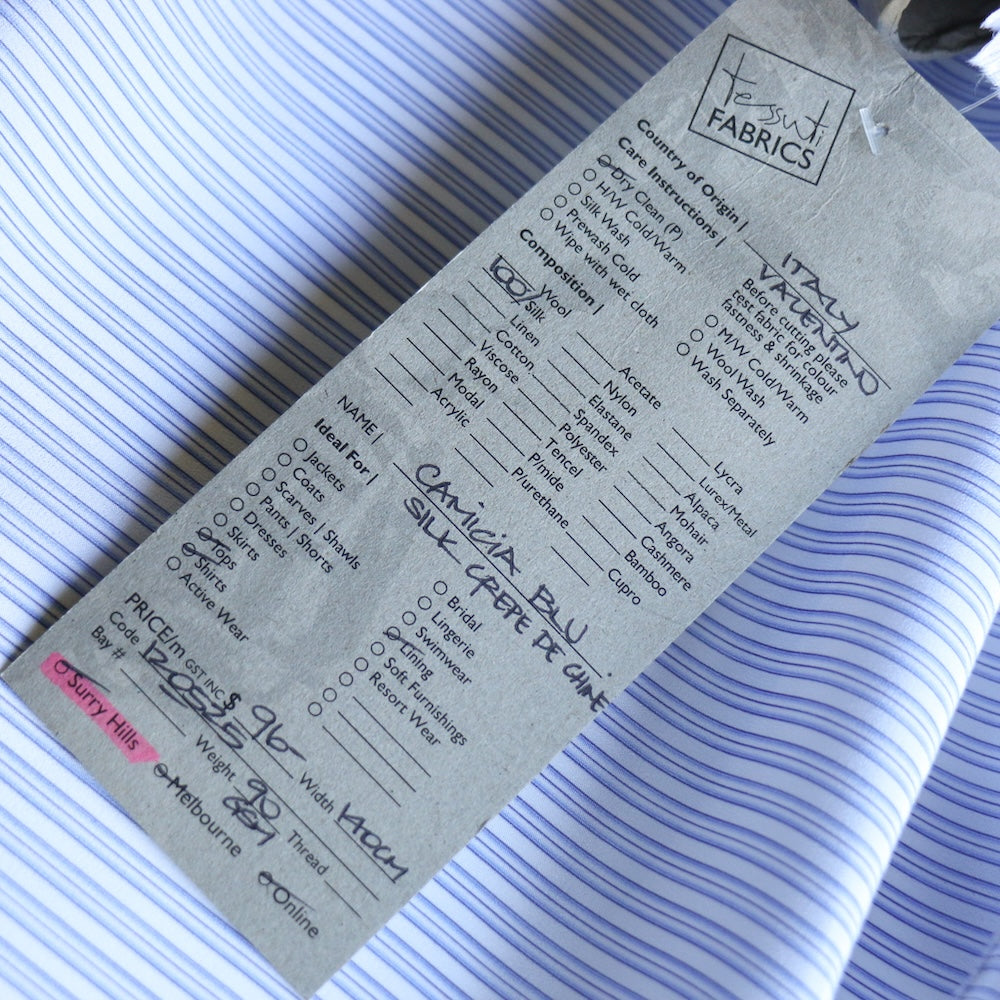 tessuti
FABRICS
Country of Origin | ITALY
Care Instructions | VALENTINO
Dry Clean (P)
H/W Cold/Warm
Silk Wash
Prewash Cold
Wipe with wet cloth
Before cutting please
test fabric for colour
fastness & shrinkage
M/W Cold/Warm
Wool Wash
Wash Separately
Composition |
Wool
100% Silk
Linen
Cotton
Viscose
Rayon
Modal
Acrylic
Acetate
Nylon
Elastane
Spandex
Polyester
Tencel
P/mide
P/urethane
Lycra
Lurex/Metal
Alpaca
Mohair
Angora
Cashmere
Bamboo
Cupro
NAME | CAMICIA BLU
SILK CREPE DE CHINE
Ideal For |
Jackets
Coats
Scarves | Shawls
Pants | Shorts
Dresses
Skirts
Tops
Shirts
Active Wear
Bridal
Lingerie
Swimwear
Lining
Soft Furnishings
Resort Wear
PRICE/m GST INC $ 96-
Code 120525 Width 140CM
Bay # Weight 90 GSM Thread
Surry Hills Melbourne Online